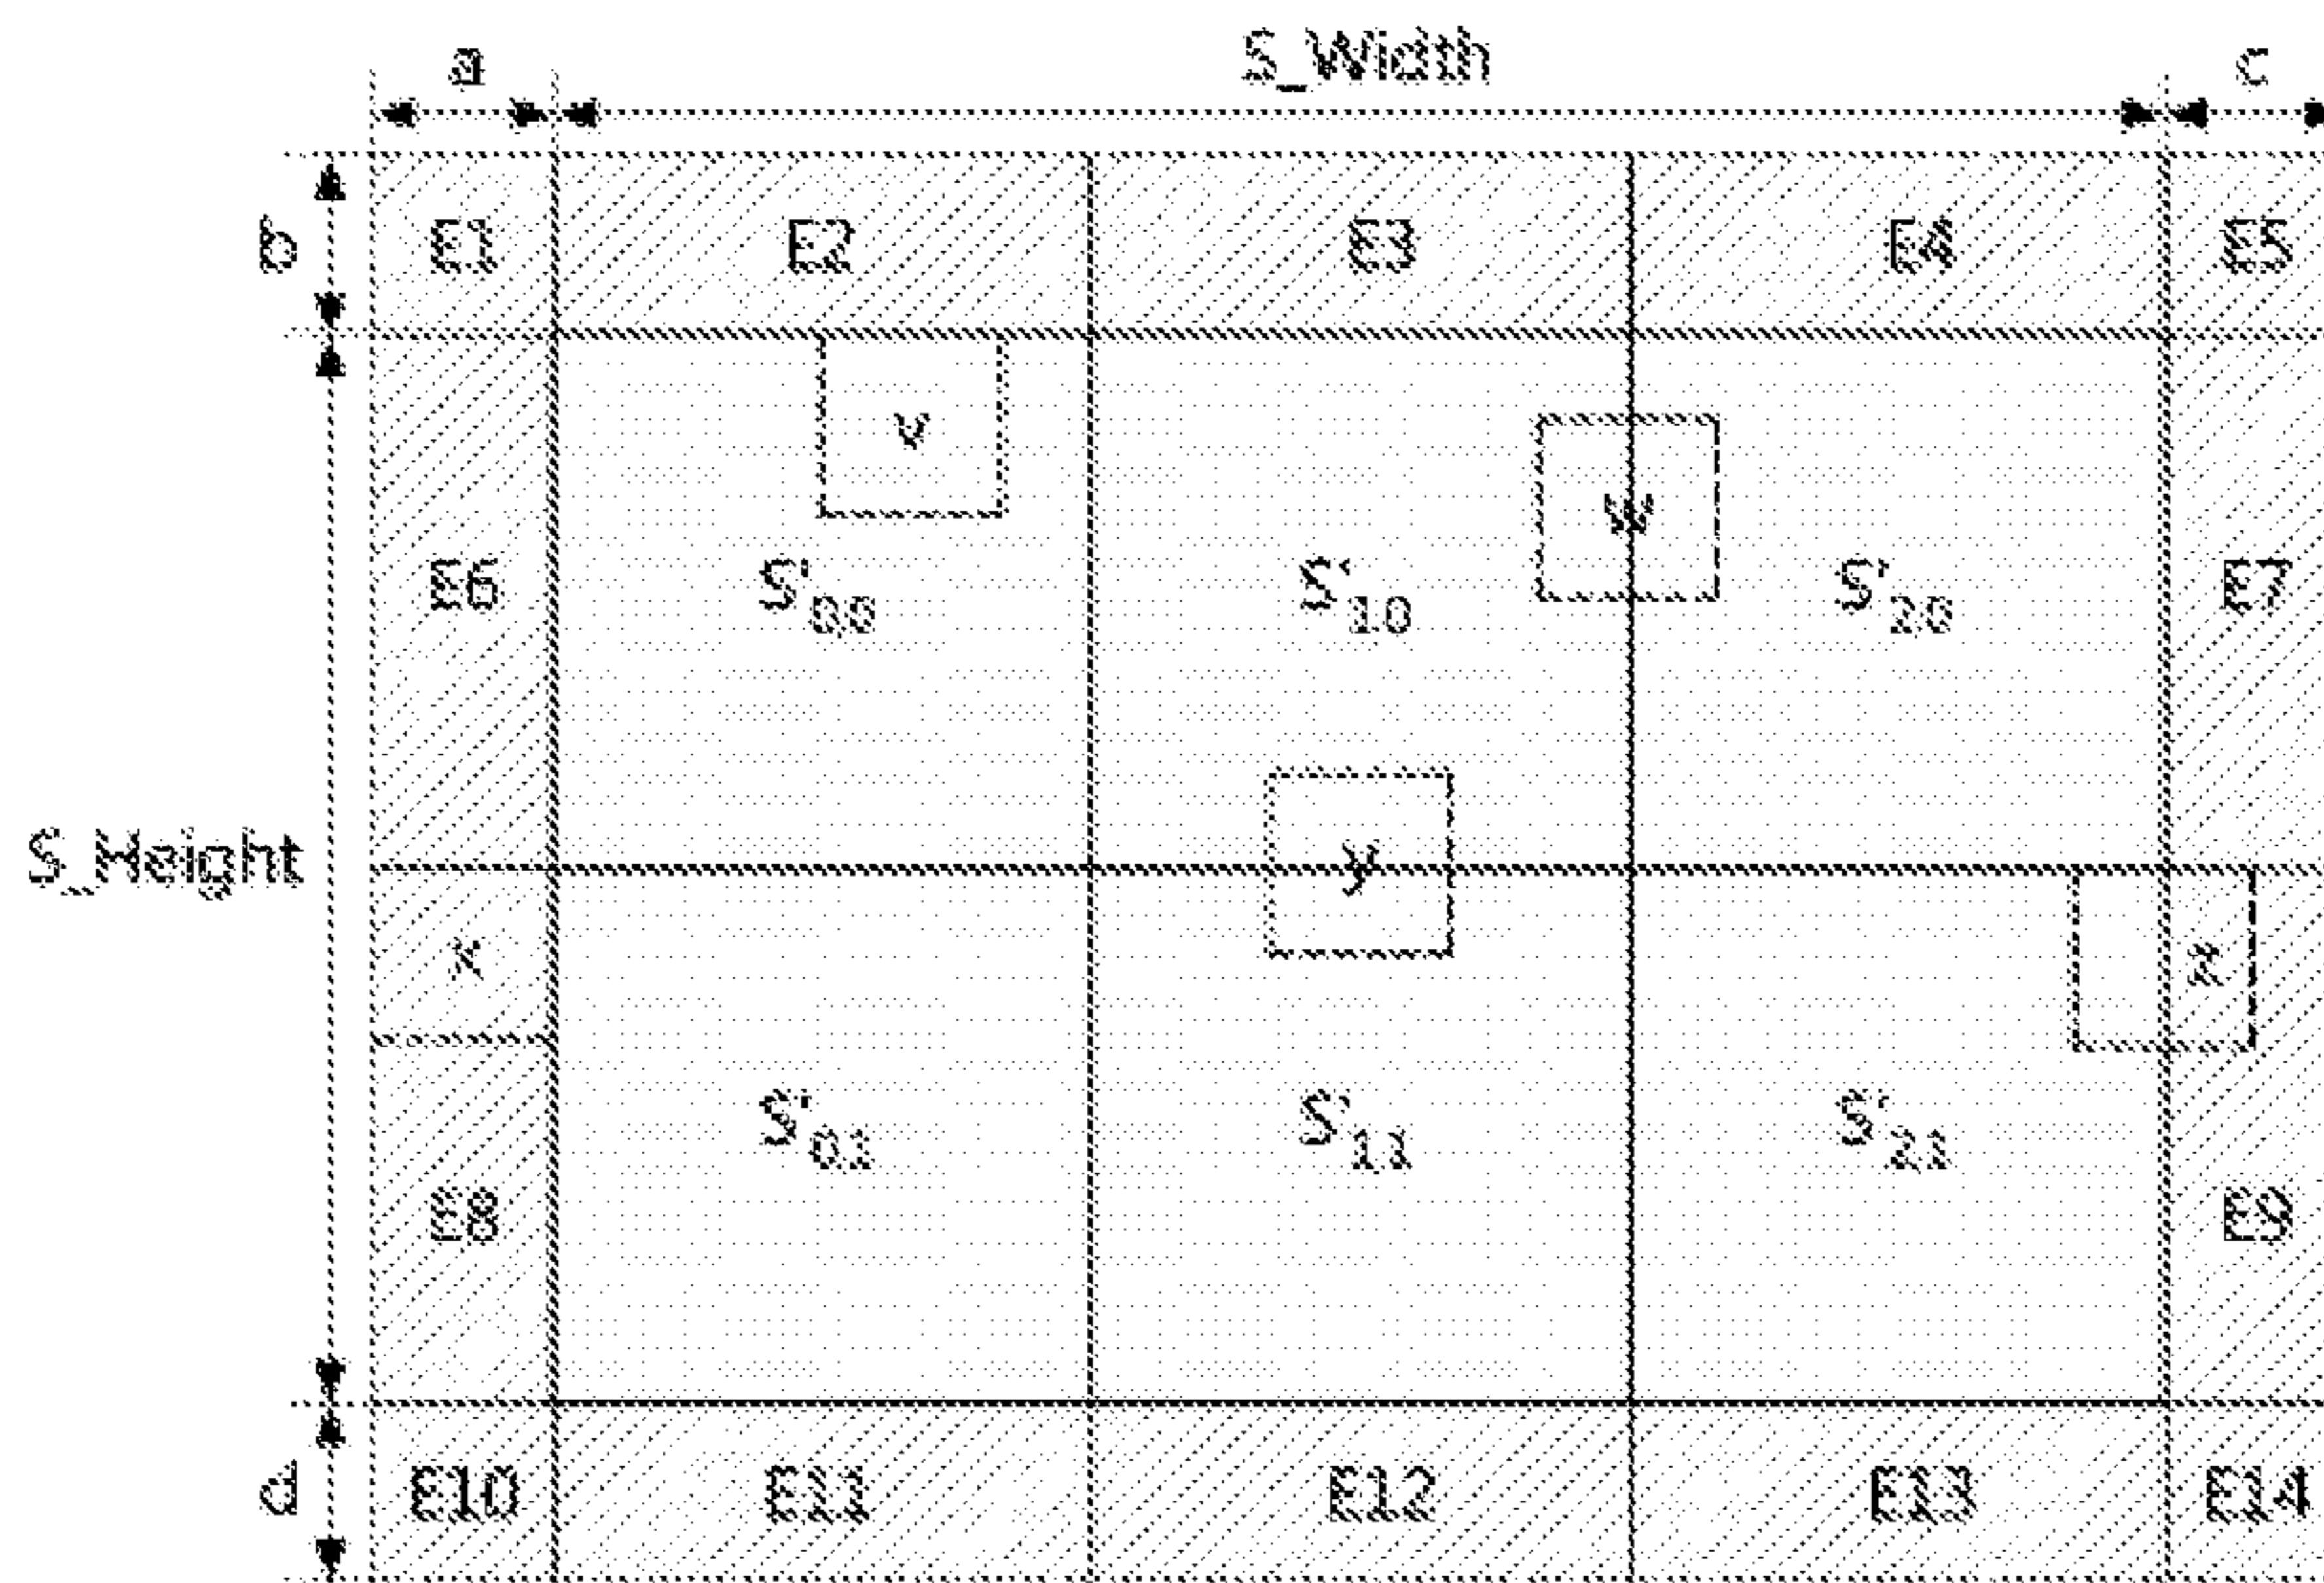 a S_Width c
b E1 E2 E3 E4 E5
v
w
E6 S'00 S'10 S'20 E7
S_Height y
x z
S'01 S'11 S'21
E8 E9
d E10 E11 E12 E13 E14